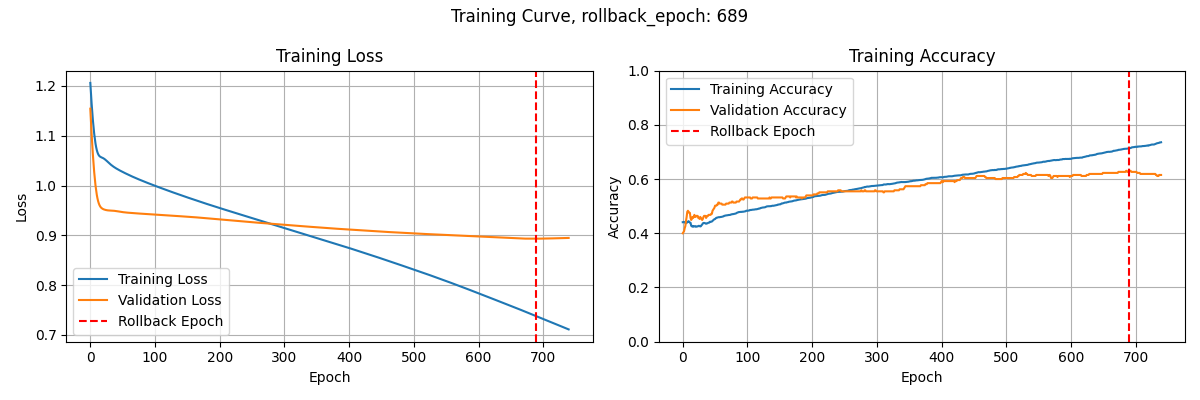 Training Curve, rollback_epoch: 689
Training Loss
1.2
1.1
1.0
0.9
0.8
0.7
Loss
Training Loss
Validation Loss
Rollback Epoch
0 100 200 300 400 500 600 700
Epoch
Training Accuracy
1.0
0.8
0.6
0.4
0.2
0.0
Accuracy
Training Accuracy
Validation Accuracy
Rollback Epoch
0 100 200 300 400 500 600 700
Epoch